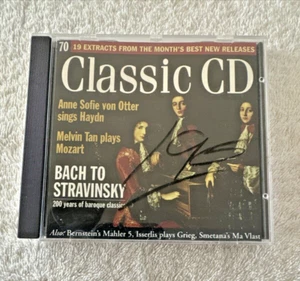 70 19 EXTRACTS FROM THE MONTH'S BEST NEW RELEASES
Classic CD
Anne Sofie von Otter
sings Haydn
Melvin Tan plays
Mozart
BACH TO
STRAVINSKY
200 years of baroque classics
Also: Bernstein's Mahler 5, Isserlis plays Grieg, Smetana's Ma Vlast